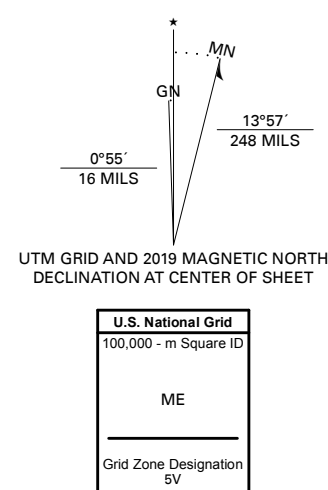 ★
MN
GN
13°57´
248 MILS
0°55´
16 MILS
UTM GRID AND 2019 MAGNETIC NORTH
DECLINATION AT CENTER OF SHEET
U.S. National Grid
100,000 - m Square ID
ME
Grid Zone Designation
5V